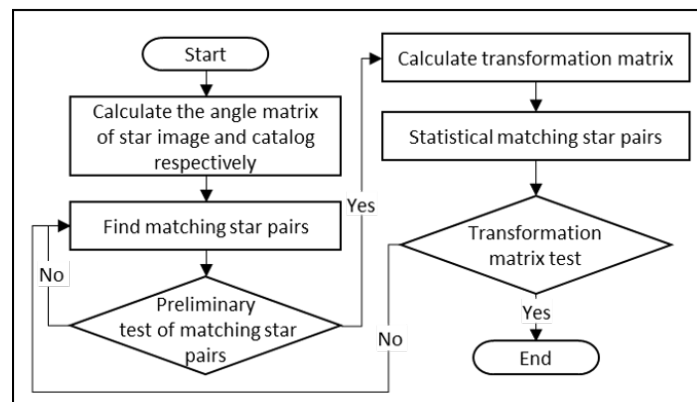 Start
Calculate the angle matrix
of star image and catalog
respectively
Find matching star pairs
No
Preliminary
test of matching star
pairs
Yes
Calculate transformation matrix
Statistical matching star pairs
Transformation
matrix test
No
Yes
End